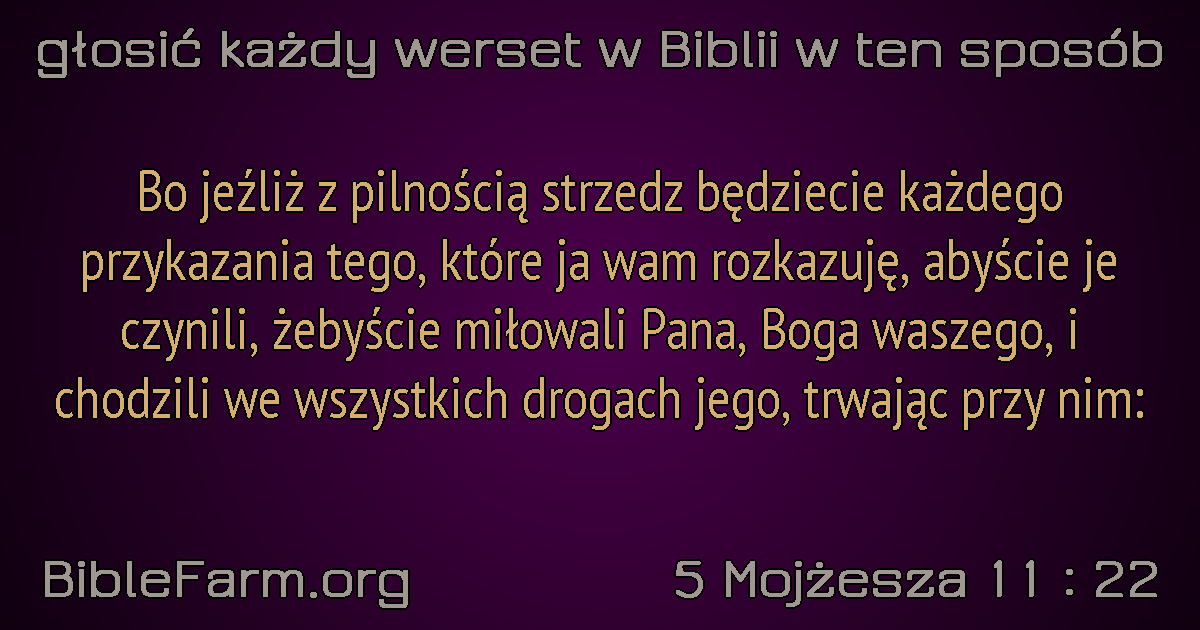 głosić każdy werset w Biblii w ten sposób
Bo jeźliż z pilnością strzedz będziecie każdego
przykazania tego, które ja wam rozkazuję, abyście je
czynili, żebyście miłowali Pana, Boga waszego, i
chodzili we wszystkich drogach jego, trwając przy nim:
BibleFarm.org
5 Mojżesza 11 : 22